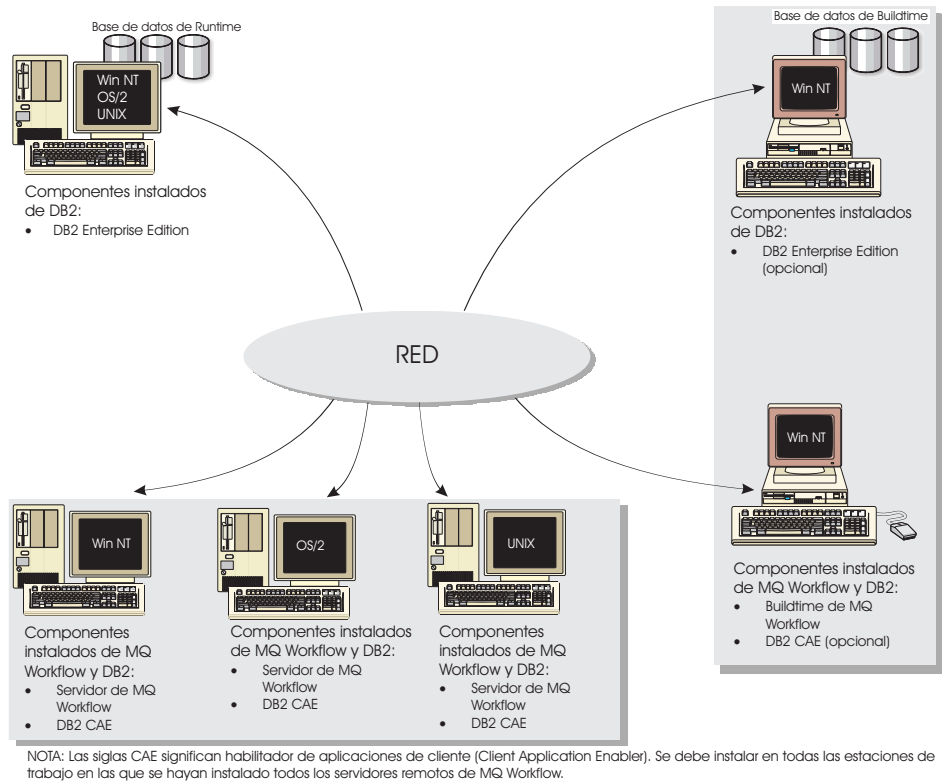 Base de datos de Runtime
Win NT
OS/2
UNIX
Componentes instalados
de DB2:
• DB2 Enterprise Edition
Base de datos de Buildtime
Win NT
Componentes instalados
de DB2:
• DB2 Enterprise Edition
(opcional)
RED
Win NT
Componentes instalados
de MQ Workflow y DB2:
• Buildtime de MQ
Workflow
• DB2 CAE (opcional)
Win NT
Componentes
instalados de MQ
Workflow y DB2:
• Servidor de MQ
Workflow
• DB2 CAE
OS/2
Componentes instalados
de MQ Workflow y DB2:
• Servidor de MQ
Workflow
• DB2 CAE
UNIX
Componentes
instalados de MQ
Workflow y DB2:
• Servidor de MQ
Workflow
• DB2 CAE
NOTA: Las siglas CAE significan habilitador de aplicaciones de cliente (Client Application Enabler). Se debe instalar en todas las estaciones de
trabajo en las que se hayan instalado todos los servidores remotos de MQ Workflow.